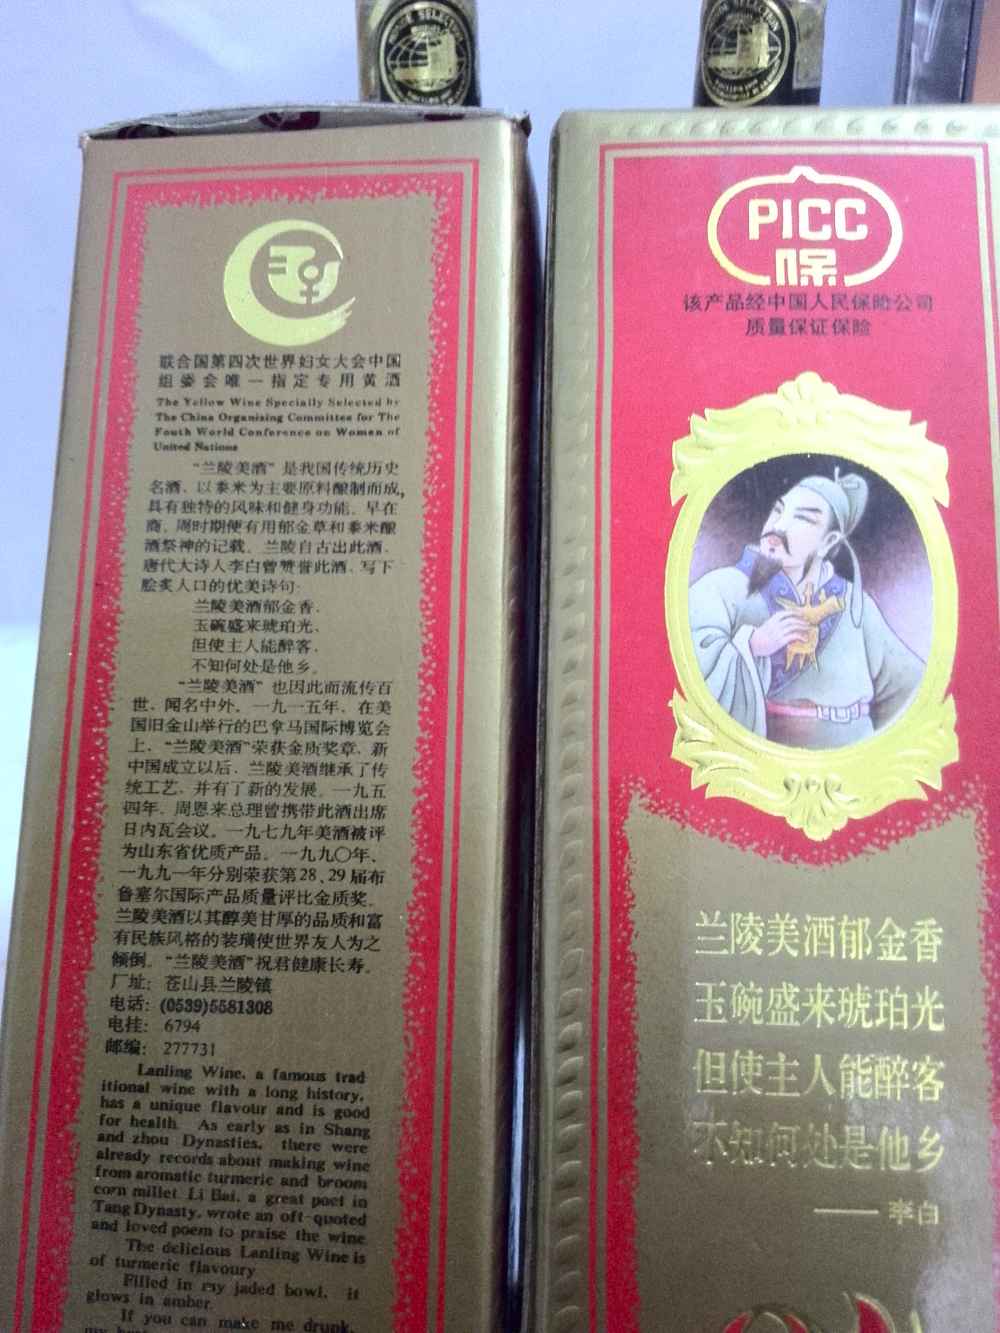 SELECTION
SELECTION
联合国第四次世界妇女大会中国
组委会唯一指定专用黄酒
The Yellow Wine Specially Selected by
The China Organising Committee for The
Fouth World Conference on Women of
United Nations
“兰陵美酒”是我国传统历史
名酒、以黍米为主要原料酿制而成,
具有独特的风味和健身功能。早在
商、周时期便有用郁金草和黍米酿
酒祭神的记载。兰陵自古出此酒,
唐代大诗人李白曾赞誉此酒、写下
脍炙人口的优美诗句:
兰陵美酒郁金香、
玉碗盛来琥珀光、
但使主人能醉客、
不知何处是他乡。
“兰陵美酒”也因此而流传百
世、闻名中外。一九一五年、在美
国旧金山举行的巴拿马国际博览会
上、“兰陵美酒”荣获金质奖章、新
中国成立以后、兰陵美酒继承了传
统工艺、并有了新的发展。一九五
四年、周恩来总理曾携带此酒出席
日内瓦会议。一九七九年美酒被评
为山东省优质产品。一九九〇年、
一九九一年分别荣获第28、29届布
鲁塞尔国际产品质量评比金质奖。
兰陵美酒以其醇美甘厚的品质和富
有民族风格的装璜使世界友人为之
倾倒。“兰陵美酒”祝君健康长寿。
厂址: 苍山县兰陵镇
电话: (0539)5581308
电挂: 6794
邮编: 277731
Lanling Wine, a famous trad
itional wine with a long history,
has a unique flavour and is good
for health. As early as in Shang
and zhou Dynasties, there were
already records about making wine
from aromatic turmeric and broom
corn millet. Li Bai, a great poet in
Tang Dynasty, wrote an oft-quoted
and loved poem to praise the wine
The delicious Lanling Wine is
of turmeric flavoury
Filled in my jaded bowl, it
glows in amber.
If you can make me drunk,
PICC
保
该产品经中国人民保险公司
质量保证保险
兰陵美酒郁金香
玉碗盛来琥珀光
但使主人能醉客
不知何处是他乡
——李白